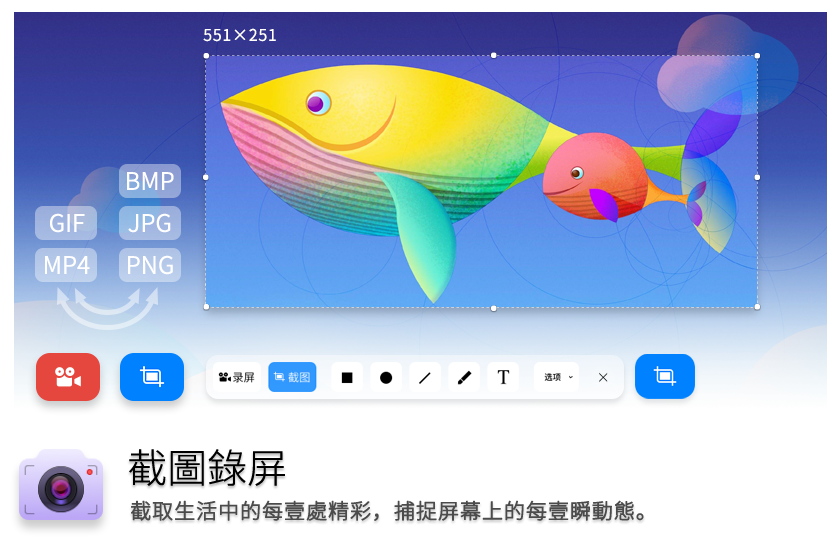 551×251
BMP
GIF JPG
MP4 PNG
录屏 截图 T 选项
截圖錄屏
截取生活中的每壹處精彩，捕捉屏幕上的每壹瞬動態。